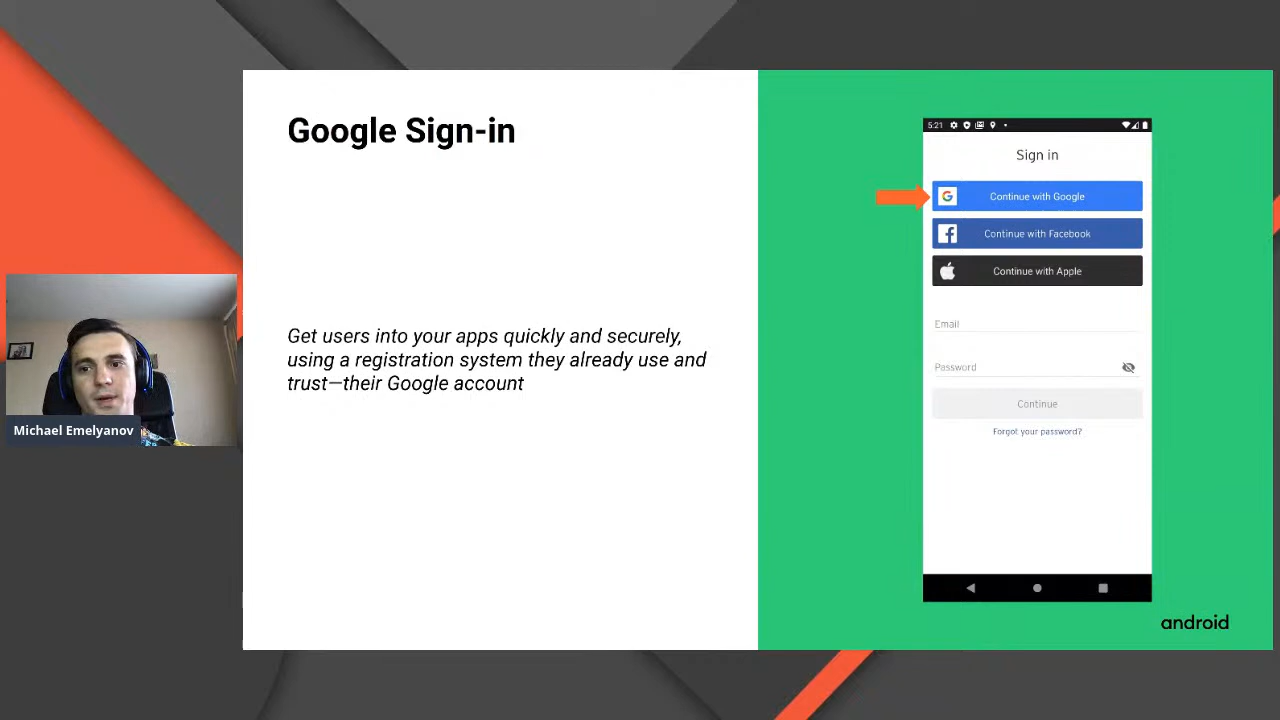 Google Sign-in
Get users into your apps quickly and securely,
using a registration system they already use and
trust—their Google account
Michael Emelyanov
5:21
Sign in
Continue with Google
Continue with Facebook
Continue with Apple
Email
Password
Continue
Forgot your password?
android